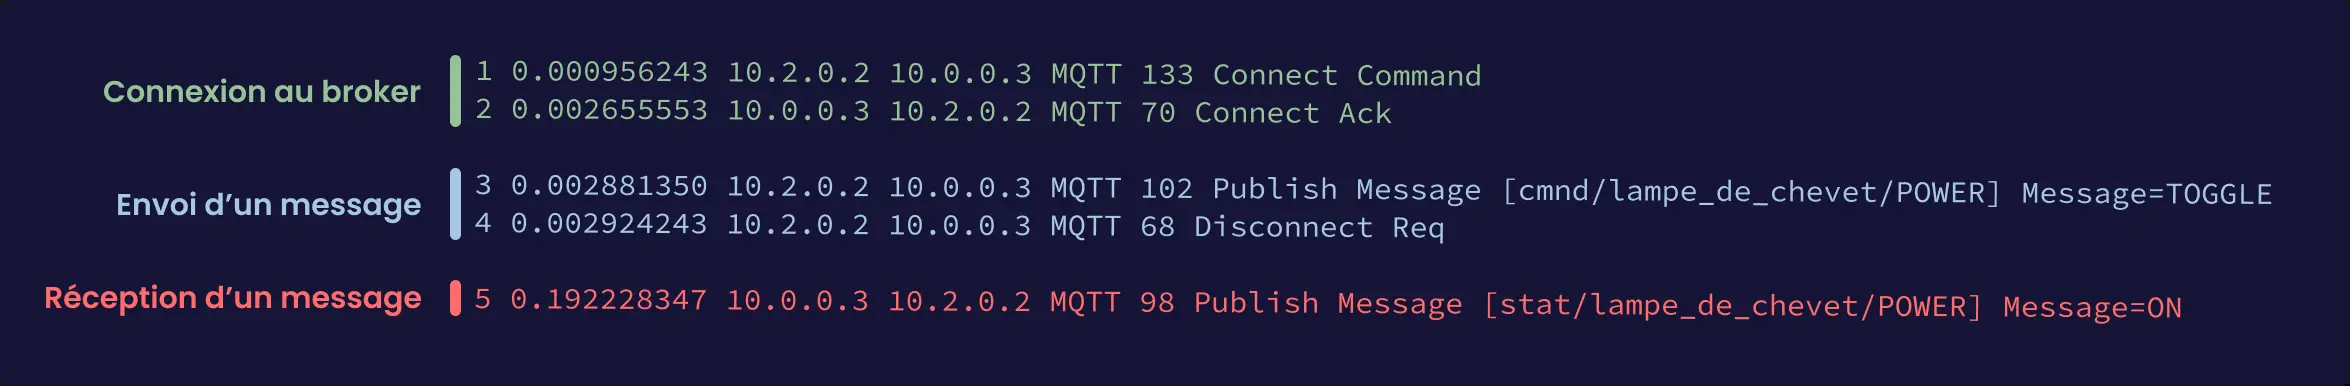 Connexion au broker
1 0.000956243 10.2.0.2 10.0.0.3 MQTT 133 Connect Command
2 0.002655553 10.0.0.3 10.2.0.2 MQTT 70 Connect Ack
Envoi d’un message
3 0.002881350 10.2.0.2 10.0.0.3 MQTT 102 Publish Message [cmnd/lampe_de_chevet/POWER] Message=TOGGLE
4 0.002924243 10.2.0.2 10.0.0.3 MQTT 68 Disconnect Req
Réception d’un message
5 0.192228347 10.0.0.3 10.2.0.2 MQTT 98 Publish Message [stat/lampe_de_chevet/POWER] Message=ON